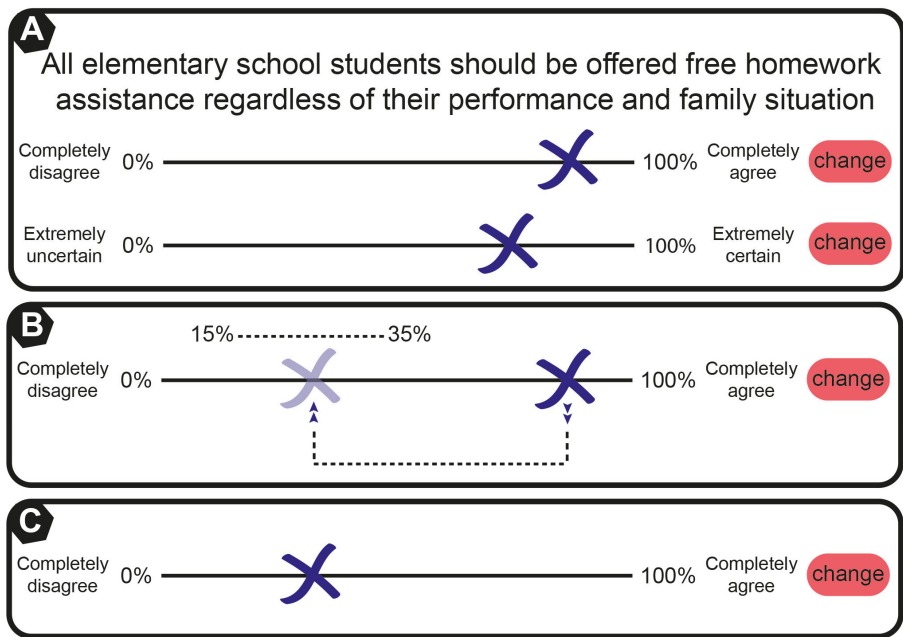 A
All elementary school students should be offered free homework
assistance regardless of their performance and family situation
Completely disagree 0% 100% Completely agree change
Extremely uncertain 0% 100% Extremely certain change
B
15% 35%
Completely disagree 0% 100% Completely agree change
C
Completely disagree 0% 100% Completely agree change